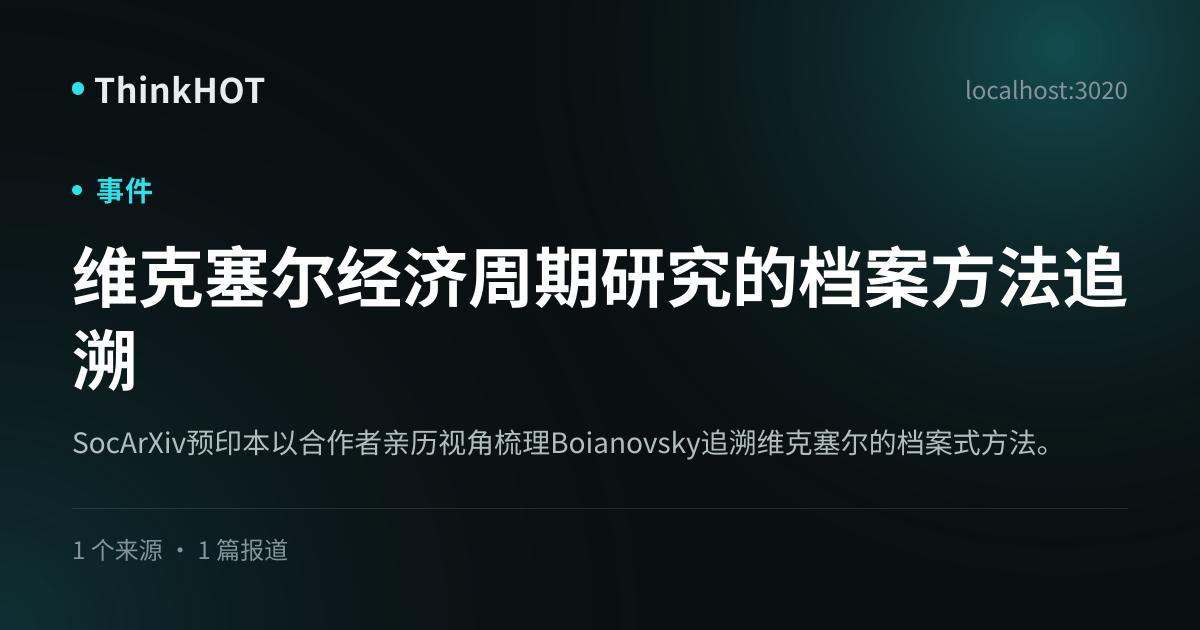 ThinkHOT
localhost:3020
事件
维克塞尔经济周期研究的档案方法追
溯
SocArXiv预印本以合作者亲历视角梳理Boianovsky追溯维克塞尔的档案式方法。
1 个来源 · 1 篇报道